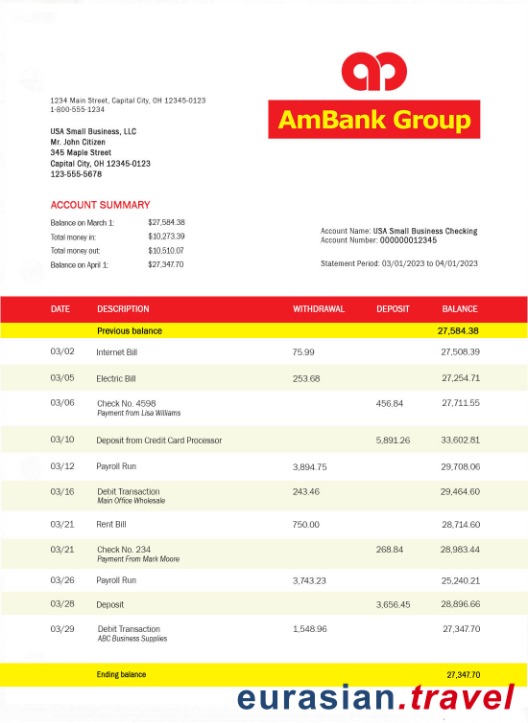 AmBank Group
1234 Main Street, Capital City, OH 12345-0123
1-800-555-1234
USA Small Business, LLC
Mr. John Citizen
345 Maple Street
Capital City, OH 12345-0123
123-555-5678
ACCOUNT SUMMARY
Balance on March 1: $27,584.38
Total money in: $10,273.39
Total money out: $10,510.07
Balance on April 1: $27,347.70
Account Name: USA Small Business Checking
Account Number: 000000012345
Statement Period: 03/01/2023 to 04/01/2023
DATE DESCRIPTION WITHDRAWAL DEPOSIT BALANCE
Previous balance 27,584.38
03/02 Internet Bill 75.99 27,508.39
03/05 Electric Bill 253.68 27,254.71
03/06 Check No. 4598 456.84 27,711.55
Payment from Lisa Williams
03/10 Deposit from Credit Card Processor 5,891.26 33,602.81
03/12 Payroll Run 3,894.75 29,708.06
03/16 Debit Transaction 243.46 29,464.60
Main Office Wholesale
03/21 Rent Bill 750.00 28,714.60
03/21 Check No. 234 268.84 28,983.44
Payment From Mark Moore
03/26 Payroll Run 3,743.23 25,240.21
03/28 Deposit 3,656.45 28,896.66
03/29 Debit Transaction 1,548.96 27,347.70
ABC Business Supplies
Ending balance 27,347.70
eurasian.travel